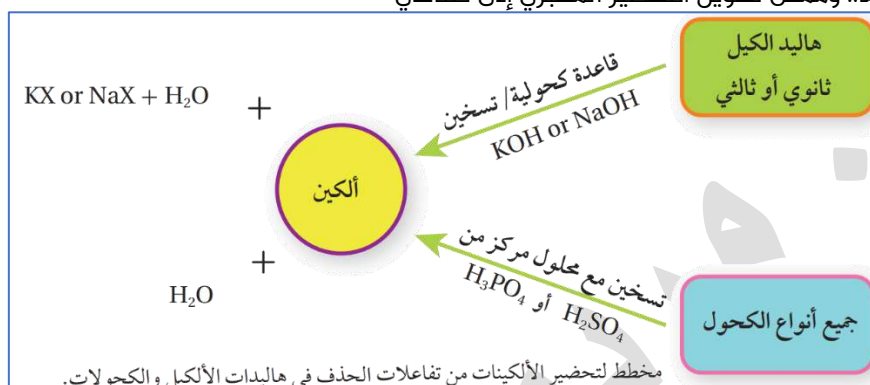 هاليد الكيل
ثانوي أو ثالثي
قاعدة كحولية/ تسخين
KOH or NaOH
KX or NaX + H₂O
+
ألكين
+
H₂O
تسخين مع محلول مركز من
H₂SO₄ أو H₃PO₄
جميع أنواع الكحول
مخطط لتحضير الألكينات من تفاعلات الحذف في هاليدات الألكيل والكحولات.